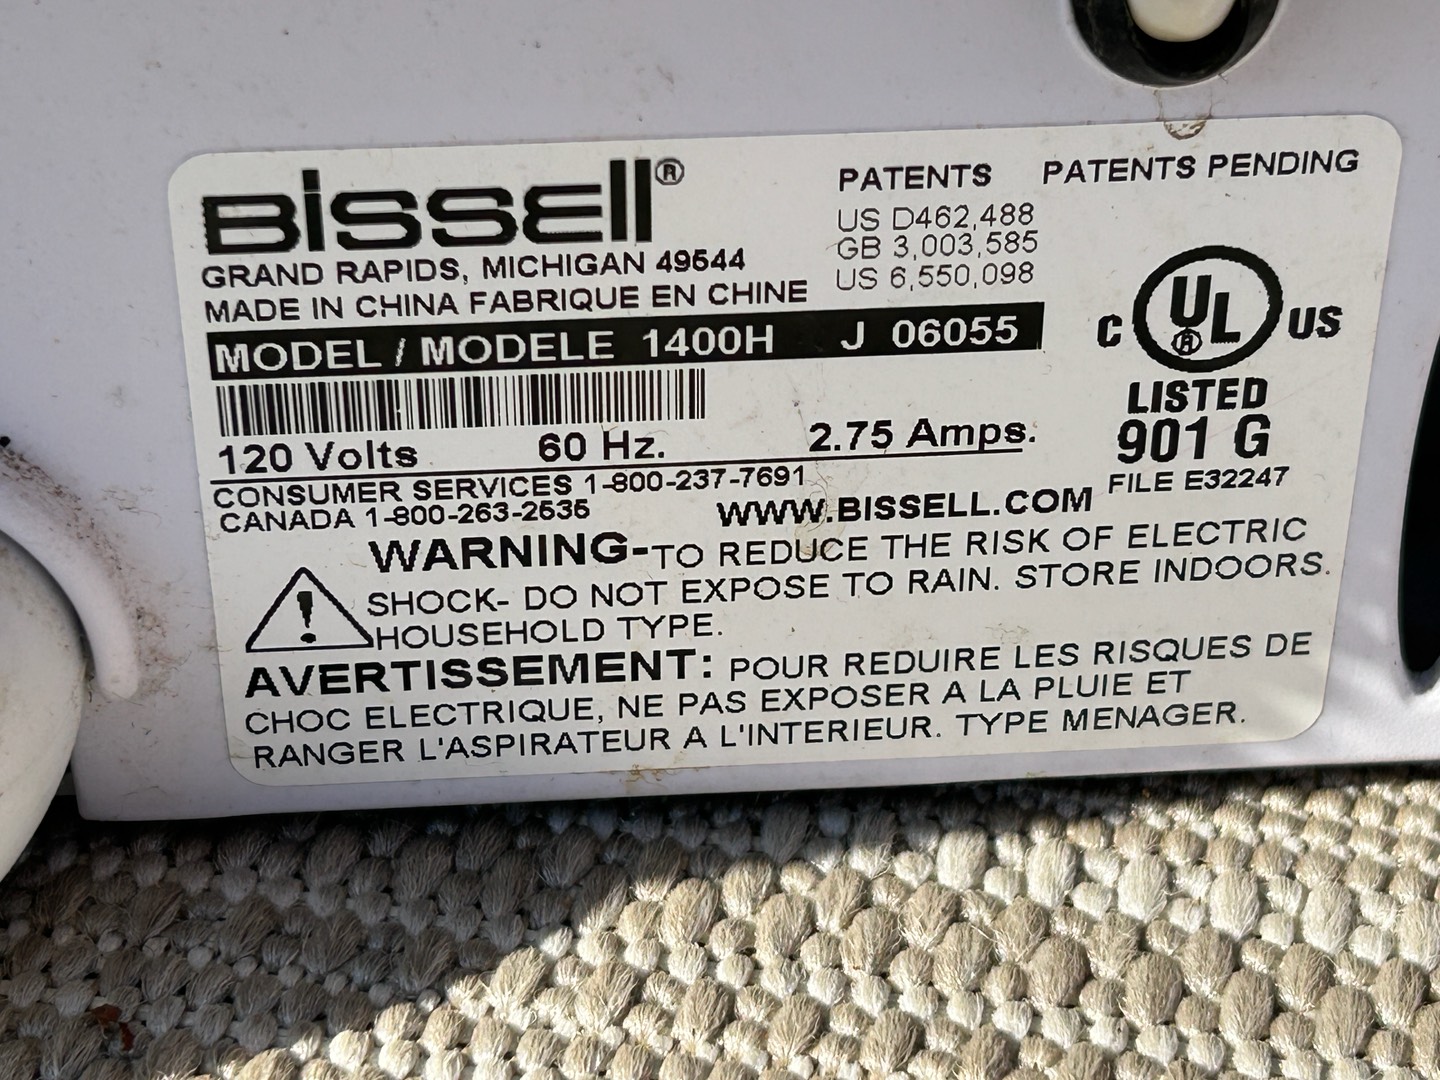 BISSELL®
GRAND RAPIDS, MICHIGAN 49544
MADE IN CHINA FABRIQUE EN CHINE
PATENTS PATENTS PENDING
US D462,488
GB 3,003,585
US 6,550,098
MODEL / MODELE 1400H J 06055
120 Volts 60 Hz. 2.75 Amps.
C UL® US
LISTED
901 G
FILE E32247
CONSUMER SERVICES 1-800-237-7691
CANADA 1-800-263-2535
WWW.BISSELL.COM
WARNING-TO REDUCE THE RISK OF ELECTRIC
SHOCK- DO NOT EXPOSE TO RAIN. STORE INDOORS.
HOUSEHOLD TYPE.
AVERTISSEMENT: POUR REDUIRE LES RISQUES DE
CHOC ELECTRIQUE, NE PAS EXPOSER A LA PLUIE ET
RANGER L'ASPIRATEUR A L'INTERIEUR. TYPE MENAGER.